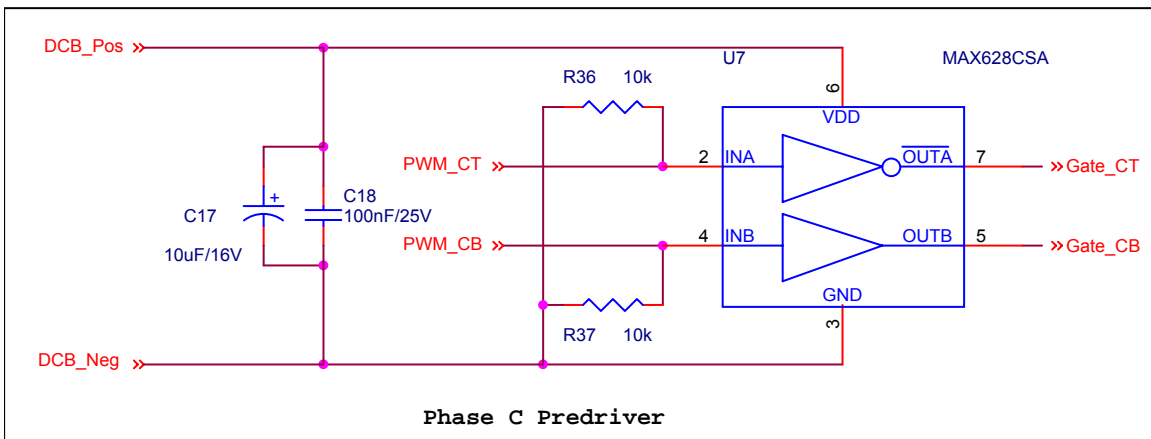 DCB_Pos
U7
MAX628CSA
R36 10k
6
VDD
PWM_CT
2
INA
OUTA
7
Gate_CT
C17
+
C18
100nF/25V
10uF/16V
PWM_CB
4
INB
OUTB
5
Gate_CB
GND
3
R37 10k
DCB_Neg
Phase C Predriver